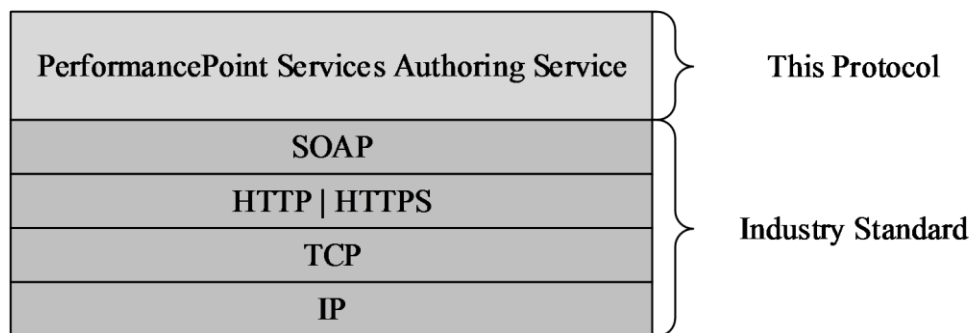 PerformancePoint Services Authoring Service
This Protocol
SOAP
HTTP | HTTPS
Industry Standard
TCP
IP